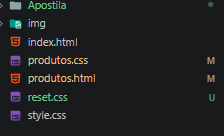 Apostila
img
index.html
produtos.css M
produtos.html M
reset.css U
style.css